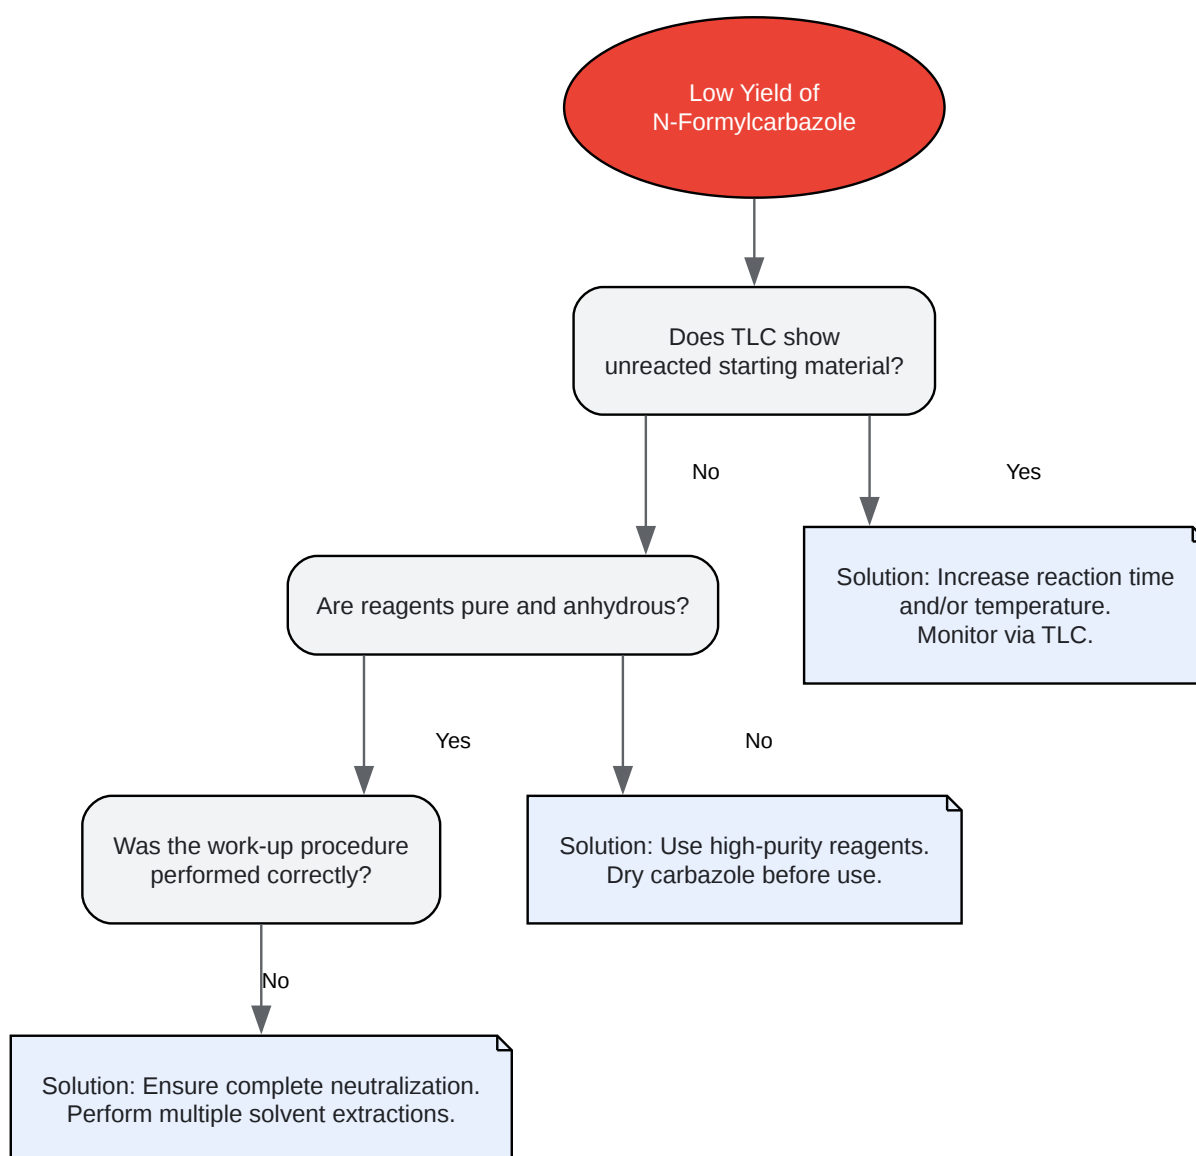 Low Yield of
N-Formylcarbazole
Does TLC show
unreacted starting material?
No
Yes
Solution: Increase reaction time
and/or temperature.
Monitor via TLC.
Are reagents pure and anhydrous?
Yes
No
Was the work-up procedure
performed correctly?
Solution: Use high-purity reagents.
Dry carbazole before use.
No
Solution: Ensure complete neutralization.
Perform multiple solvent extractions.